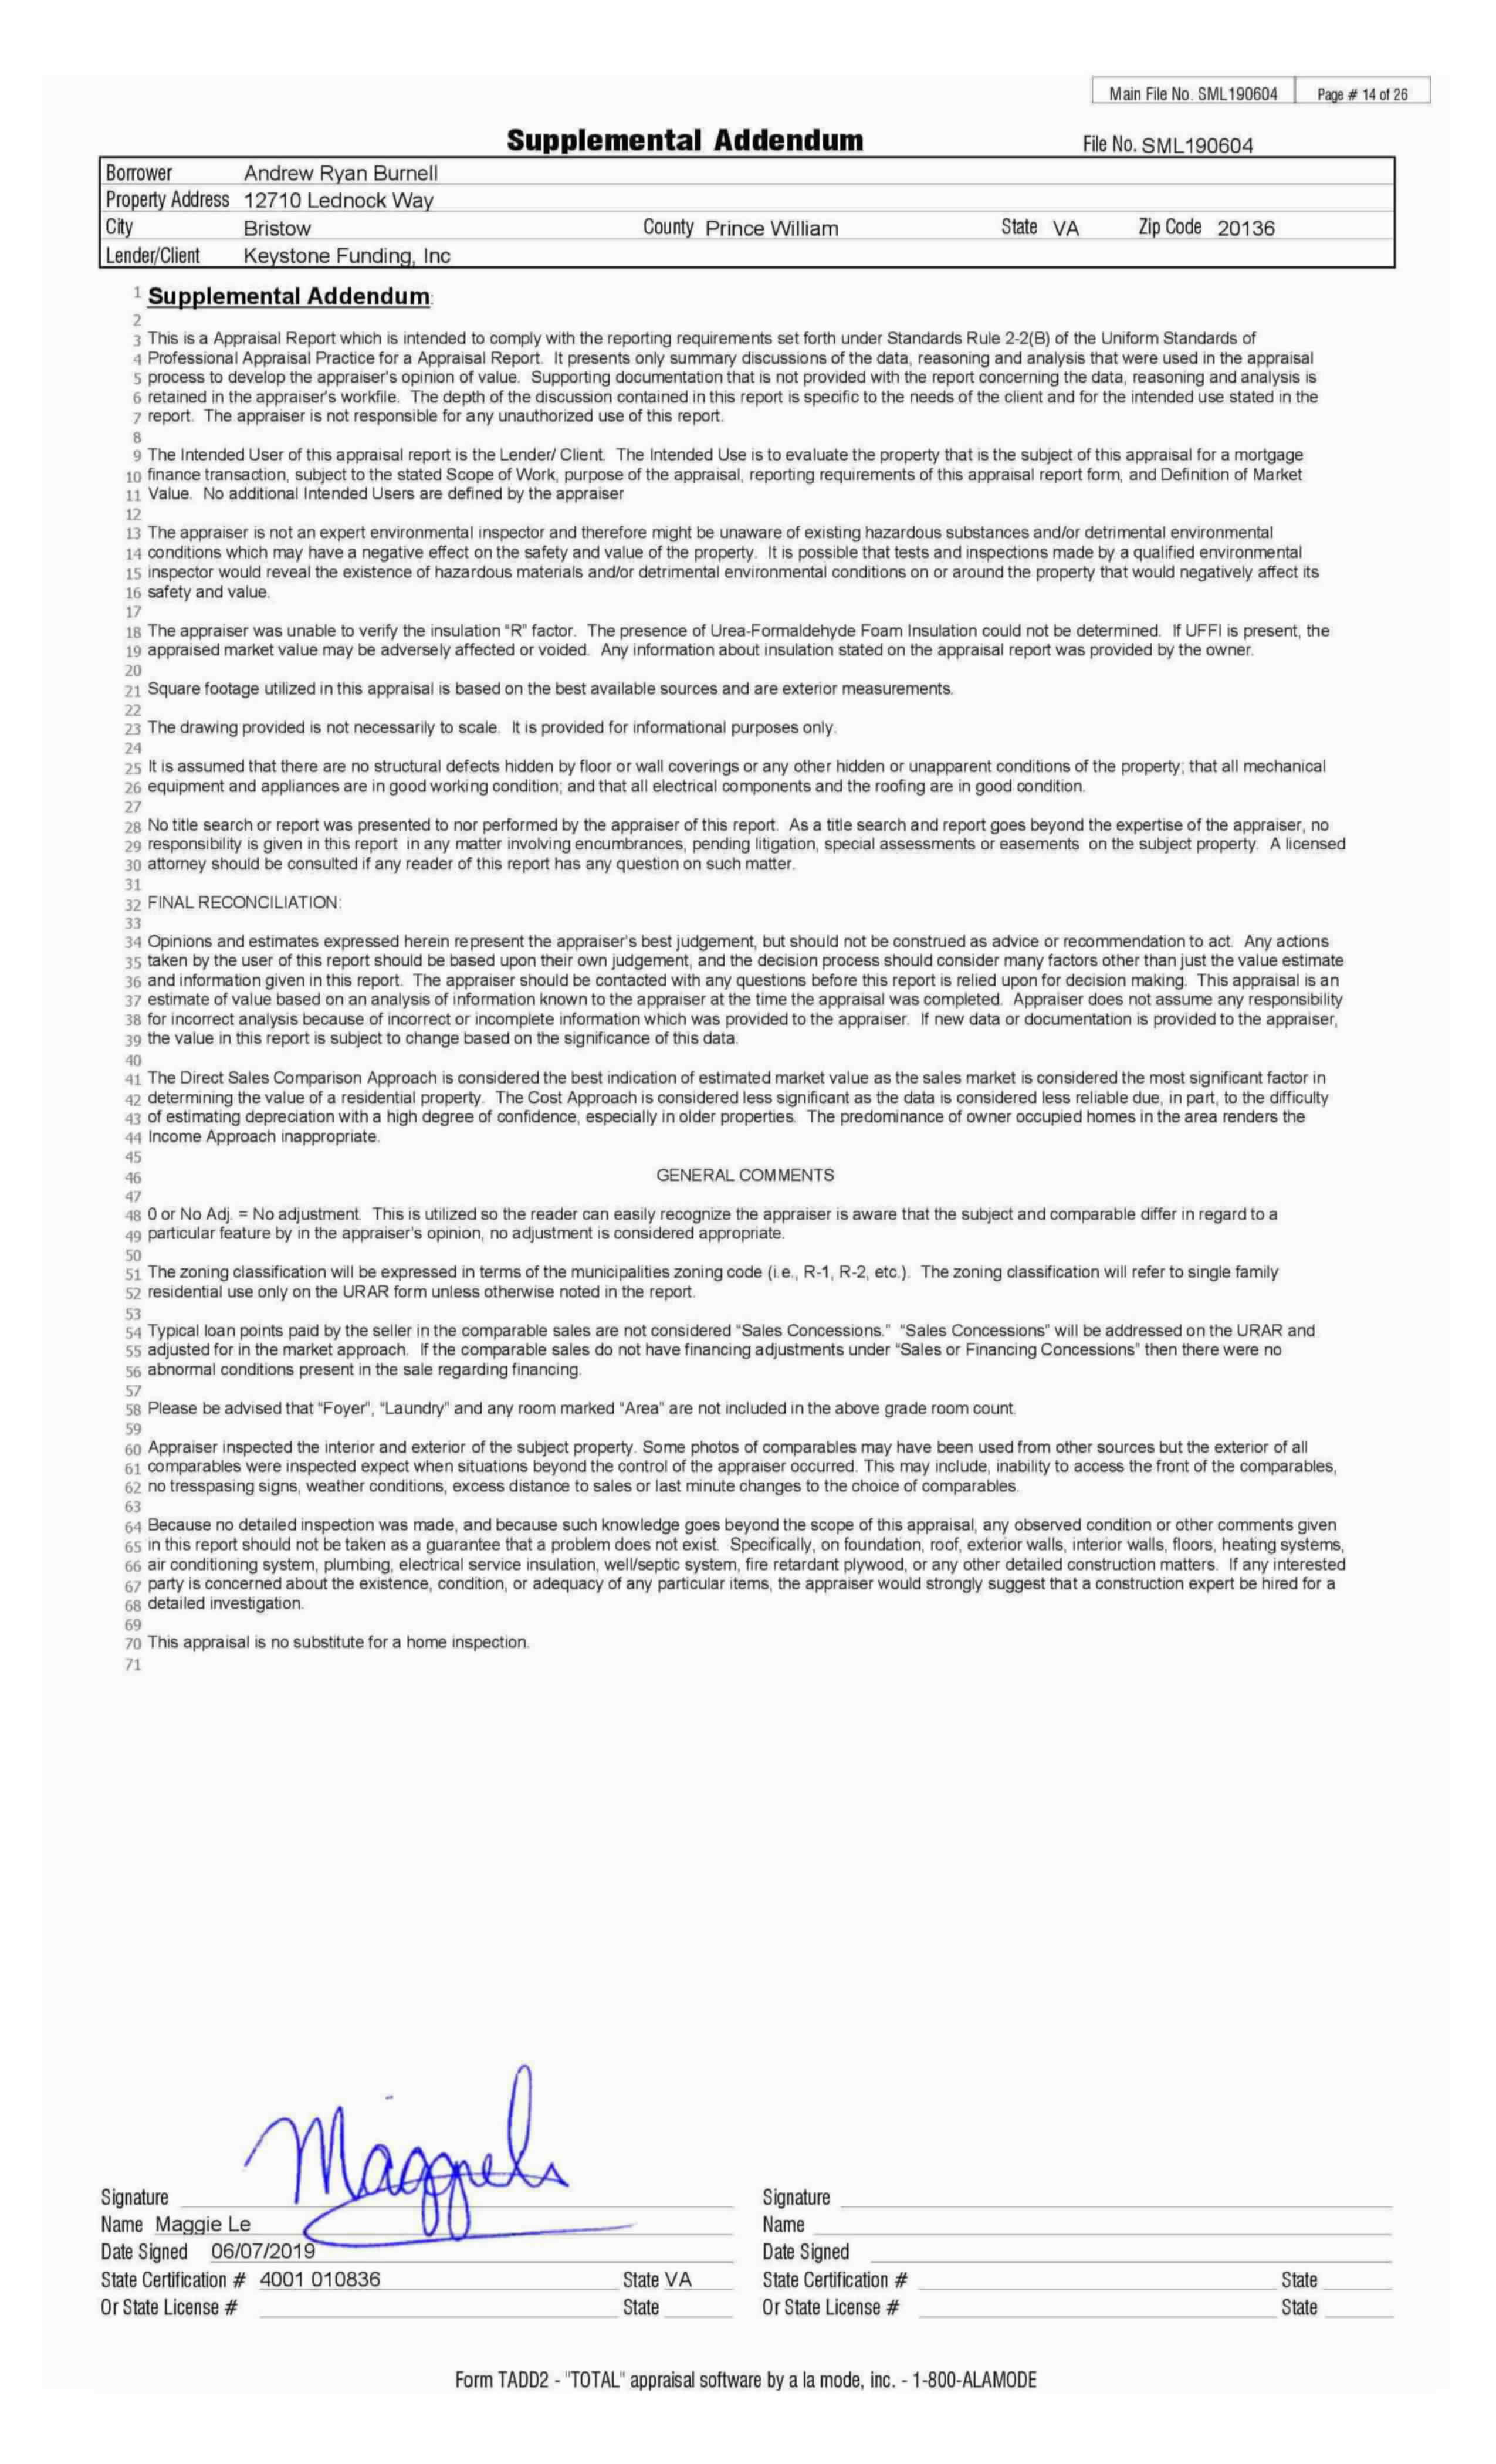 Main File No. SML190604 Page # 14 of 26
Supplemental Addendum File No. SML190604
Borrower Andrew Ryan Burnell
Property Address 12710 Lednock Way
City Bristow County Prince William State VA Zip Code 20136
Lender/Client Keystone Funding, Inc
1 Supplemental Addendum:
2
3 This is a Appraisal Report which is intended to comply with the reporting requirements set forth under Standards Rule 2-2(B) of the Uniform Standards of
4 Professional Appraisal Practice for a Appraisal Report. It presents only summary discussions of the data, reasoning and analysis that were used in the appraisal
5 process to develop the appraiser's opinion of value. Supporting documentation that is not provided with the report concerning the data, reasoning and analysis is
6 retained in the appraiser's workfile. The depth of the discussion contained in this report is specific to the needs of the client and for the intended use stated in the
7 report. The appraiser is not responsible for any unauthorized use of this report.
8
9 The Intended User of this appraisal report is the Lender/ Client. The Intended Use is to evaluate the property that is the subject of this appraisal for a mortgage
10 finance transaction, subject to the stated Scope of Work, purpose of the appraisal, reporting requirements of this appraisal report form, and Definition of Market
11 Value. No additional Intended Users are defined by the appraiser
12
13 The appraiser is not an expert environmental inspector and therefore might be unaware of existing hazardous substances and/or detrimental environmental
14 conditions which may have a negative effect on the safety and value of the property. It is possible that tests and inspections made by a qualified environmental
15 inspector would reveal the existence of hazardous materials and/or detrimental environmental conditions on or around the property that would negatively affect its
16 safety and value.
17
18 The appraiser was unable to verify the insulation "R" factor. The presence of Urea-Formaldehyde Foam Insulation could not be determined. If UFFI is present, the
19 appraised market value may be adversely affected or voided. Any information about insulation stated on the appraisal report was provided by the owner.
20
21 Square footage utilized in this appraisal is based on the best available sources and are exterior measurements.
22
23 The drawing provided is not necessarily to scale. It is provided for informational purposes only.
24
25 It is assumed that there are no structural defects hidden by floor or wall coverings or any other hidden or unapparent conditions of the property; that all mechanical
26 equipment and appliances are in good working condition; and that all electrical components and the roofing are in good condition.
27
28 No title search or report was presented to nor performed by the appraiser of this report. As a title search and report goes beyond the expertise of the appraiser, no
29 responsibility is given in this report in any matter involving encumbrances, pending litigation, special assessments or easements on the subject property. A licensed
30 attorney should be consulted if any reader of this report has any question on such matter.
31
32 FINAL RECONCILIATION:
33
34 Opinions and estimates expressed herein represent the appraiser's best judgement, but should not be construed as advice or recommendation to act. Any actions
35 taken by the user of this report should be based upon their own judgement, and the decision process should consider many factors other than just the value estimate
36 and information given in this report. The appraiser should be contacted with any questions before this report is relied upon for decision making. This appraisal is an
37 estimate of value based on an analysis of information known to the appraiser at the time the appraisal was completed. Appraiser does not assume any responsibility
38 for incorrect analysis because of incorrect or incomplete information which was provided to the appraiser. If new data or documentation is provided to the appraiser,
39 the value in this report is subject to change based on the significance of this data.
40
41 The Direct Sales Comparison Approach is considered the best indication of estimated market value as the sales market is considered the most significant factor in
42 determining the value of a residential property. The Cost Approach is considered less significant as the data is considered less reliable due, in part, to the difficulty
43 of estimating depreciation with a high degree of confidence, especially in older properties. The predominance of owner occupied homes in the area renders the
44 Income Approach inappropriate.
45
46 GENERAL COMMENTS
47
48 0 or No Adj. = No adjustment. This is utilized so the reader can easily recognize the appraiser is aware that the subject and comparable differ in regard to a
49 particular feature by in the appraiser's opinion, no adjustment is considered appropriate.
50
51 The zoning classification will be expressed in terms of the municipalities zoning code (i.e., R-1, R-2, etc.). The zoning classification will refer to single family
52 residential use only on the URAR form unless otherwise noted in the report.
53
54 Typical loan points paid by the seller in the comparable sales are not considered "Sales Concessions." "Sales Concessions" will be addressed on the URAR and
55 adjusted for in the market approach. If the comparable sales do not have financing adjustments under "Sales or Financing Concessions" then there were no
56 abnormal conditions present in the sale regarding financing.
57
58 Please be advised that "Foyer", "Laundry" and any room marked "Area" are not included in the above grade room count.
59
60 Appraiser inspected the interior and exterior of the subject property. Some photos of comparables may have been used from other sources but the exterior of all
61 comparables were inspected expect when situations beyond the control of the appraiser occurred. This may include, inability to access the front of the comparables,
62 no tresspasing signs, weather conditions, excess distance to sales or last minute changes to the choice of comparables.
63
64 Because no detailed inspection was made, and because such knowledge goes beyond the scope of this appraisal, any observed condition or other comments given
65 in this report should not be taken as a guarantee that a problem does not exist. Specifically, on foundation, roof, exterior walls, interior walls, floors, heating systems,
66 air conditioning system, plumbing, electrical service insulation, well/septic system, fire retardant plywood, or any other detailed construction matters. If any interested
67 party is concerned about the existence, condition, or adequacy of any particular items, the appraiser would strongly suggest that a construction expert be hired for a
68 detailed investigation.
69
70 This appraisal is no substitute for a home inspection.
71
Signature Maggie Le Signature
Name Maggie Le Name
Date Signed 06/07/2019 Date Signed
State Certification # 4001 010836 State VA State Certification # State
Or State License # State Or State License # State
Form TADD2 - "TOTAL" appraisal software by a la mode, inc. - 1-800-ALAMODE